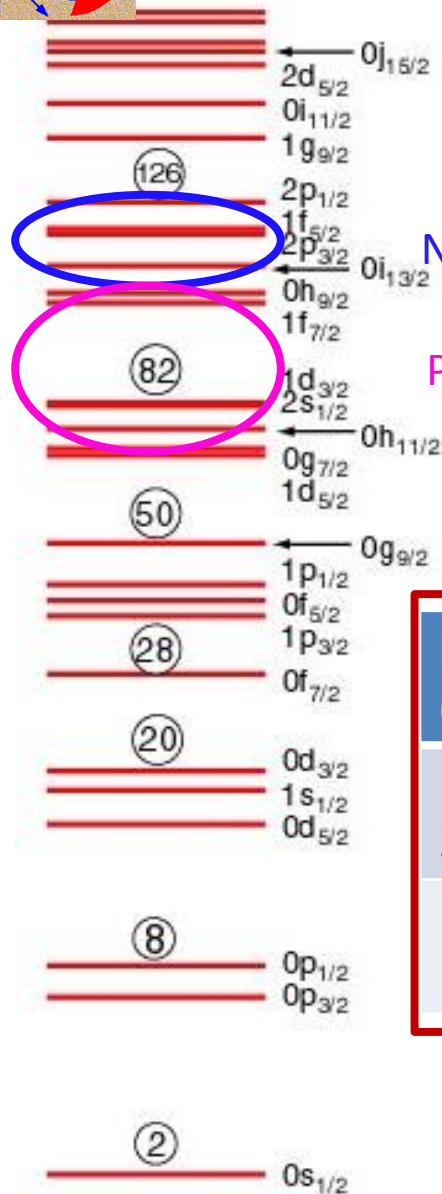 0j15/2
2d5/2
0i11/2
1g9/2
126
2p1/2
1f5/2
2p3/2
0i13/2
0h9/2
1f7/2
82
1d3/2
2s1/2
0h11/2
0g7/2
1d5/2
50
0g9/2
1p1/2
0f5/2
1p3/2
28
0f7/2
20
0d3/2
1s1/2
0d5/2
8
0p1/2
0p3/2
2
0s1/2